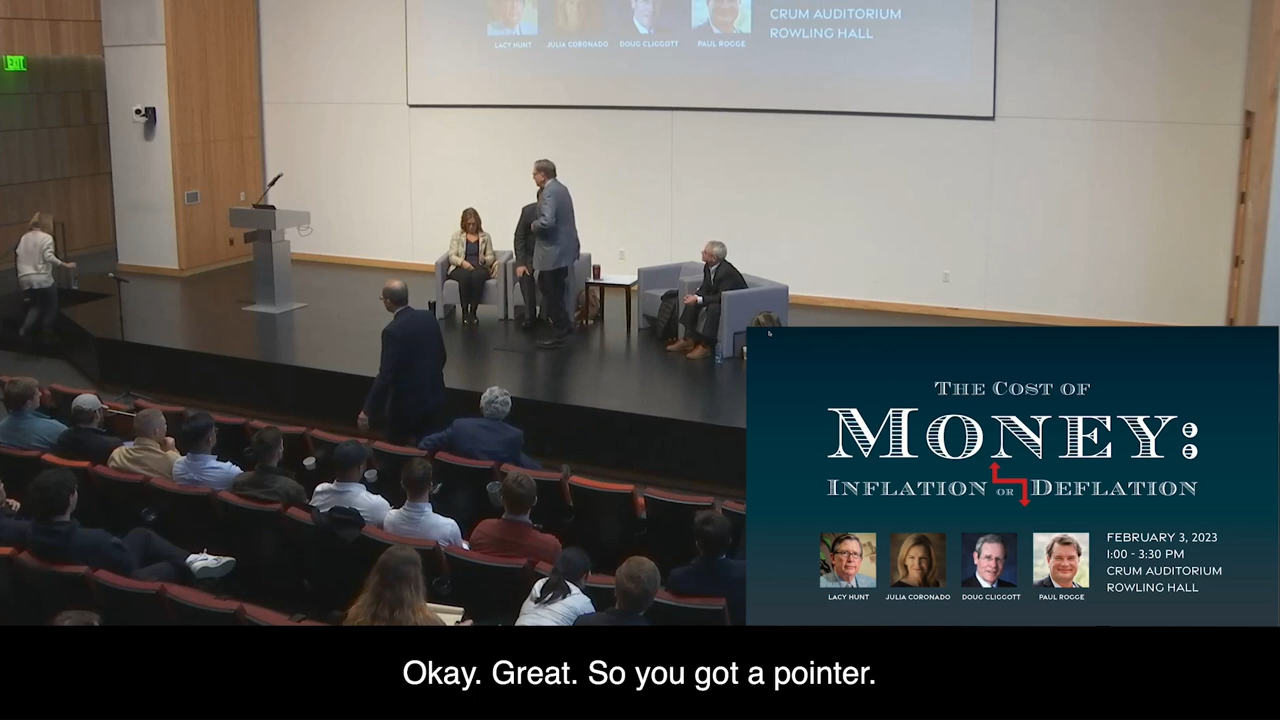 EXIT
CRUM AUDITORIUM
ROWLING HALL
LACY HUNT
JULIA CORONADO
DOUG CLIGGOTT
PAUL ROGGE
THE COST OF
MONEY:
INFLATION OR DEFLATION
FEBRUARY 3, 2023
1:00 - 3:30 PM
CRUM AUDITORIUM
ROWLING HALL
LACY HUNT
JULIA CORONADO
DOUG CLIGGOTT
PAUL ROGGE
Okay. Great. So you got a pointer.